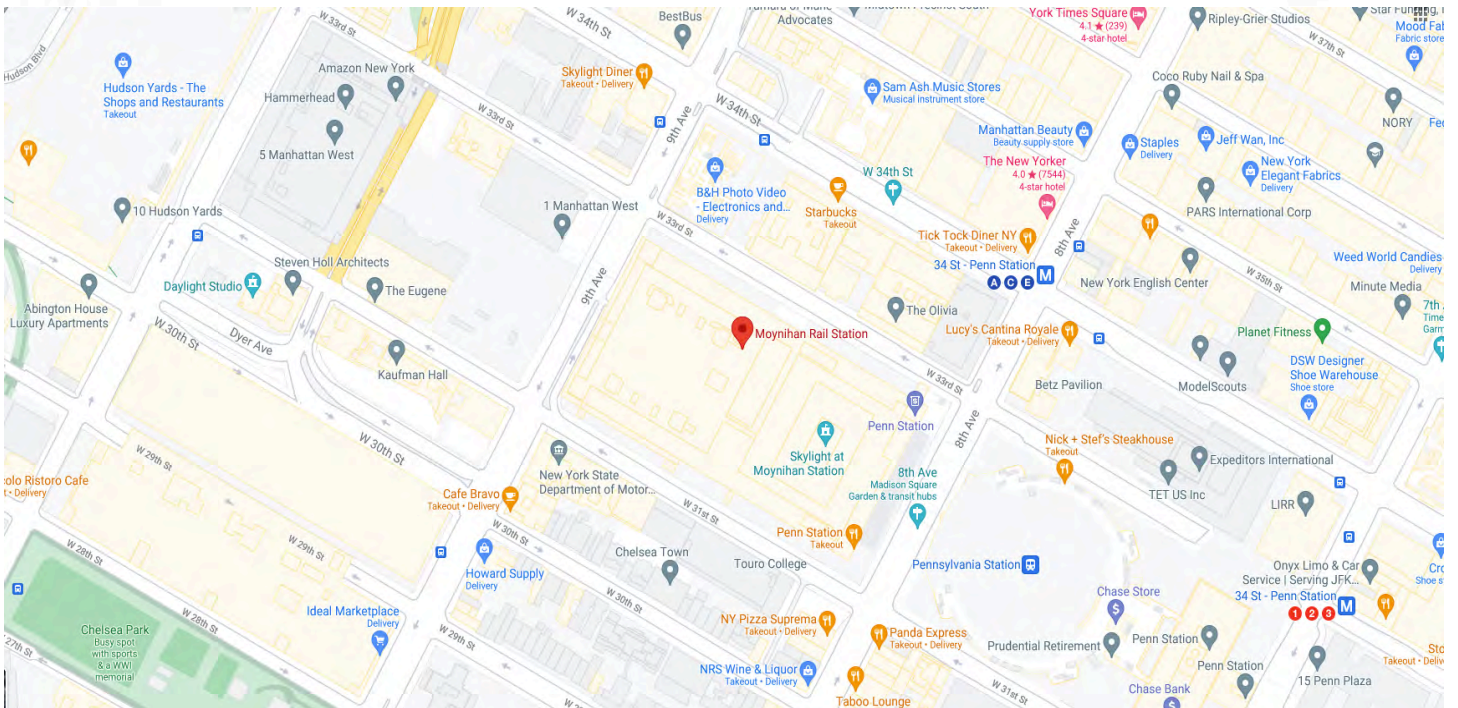 W 33rd St
W 34th St
BestBus
Advocates
York Times Square
4.1 ★ (239)
4-star hotel
Ripley-Grier Studios
W 37th St
Mood Fab
Fabric store
Hudson Blvd
Hudson Yards - The
Shops and Restaurants
Takeout
Amazon New York
Hammerhead
5 Manhattan West
W 33rd St
Skylight Diner
Takeout • Delivery
9th Ave
W 34th St
Sam Ash Music Stores
Musical instrument store
Coco Ruby Nail & Spa
NORY
Manhattan Beauty
Beauty supply store
Staples
Delivery
Jeff Wan, Inc
New York
Elegant Fabrics
Delivery
The New Yorker
4.0 ★ (7544)
4-star hotel
W 34th St
B&H Photo Video
- Electronics and...
Delivery
Starbucks
Takeout
10 Hudson Yards
1 Manhattan West
W 33rd St
PARS International Corp
Tick Tock Diner NY
Takeout • Delivery
8th Ave
34 St - Penn Station
M
A C E
Weed World Candies
Delivery
W 35th St
New York English Center
Minute Media
Steven Holl Architects
Daylight Studio
The Eugene
9th Ave
Abington House
Luxury Apartments
W 30th St
Dyer Ave
Kaufman Hall
Moynihan Rail Station
The Olivia
Lucy's Cantina Royale
Takeout • Delivery
Planet Fitness
7th
DSW Designer
Shoe Warehouse
Shoe store
W 33rd St
Betz Pavilion
ModelScouts
Penn Station
8th Ave
W 30th St
W 29th St
Skylight at
Moynihan Station
Nick + Stef's Steakhouse
Takeout
Expeditors International
TET US Inc
LIRR
New York State
Department of Motor...
8th Ave
Madison Square
Garden & transit hubs
colo Ristoro Cafe
t • Delivery
Cafe Bravo
Takeout • Delivery
W 31st St
W 30th St
Penn Station
Takeout
W 28th St
W 29th St
Howard Supply
Delivery
Chelsea Town
Touro College
Pennsylvania Station
Onyx Limo & Car
Service | Serving JFK...
34 St - Penn Station
M
1 2 3
Chase Store
W 30th St
W 28th St
Ideal Marketplace
Delivery
Chelsea Park
Busy spot
with sports
& a WWI
memorial
27th St
W 29th St
NY Pizza Suprema
Takeout • Delivery
Panda Express
Takeout • Delivery
Prudential Retirement
Penn Station
NRS Wine & Liquor
Takeout • Delivery
Penn Station
W 31st St
15 Penn Plaza
Takeout • Deliv
Taboo Lounge
Chase Bank